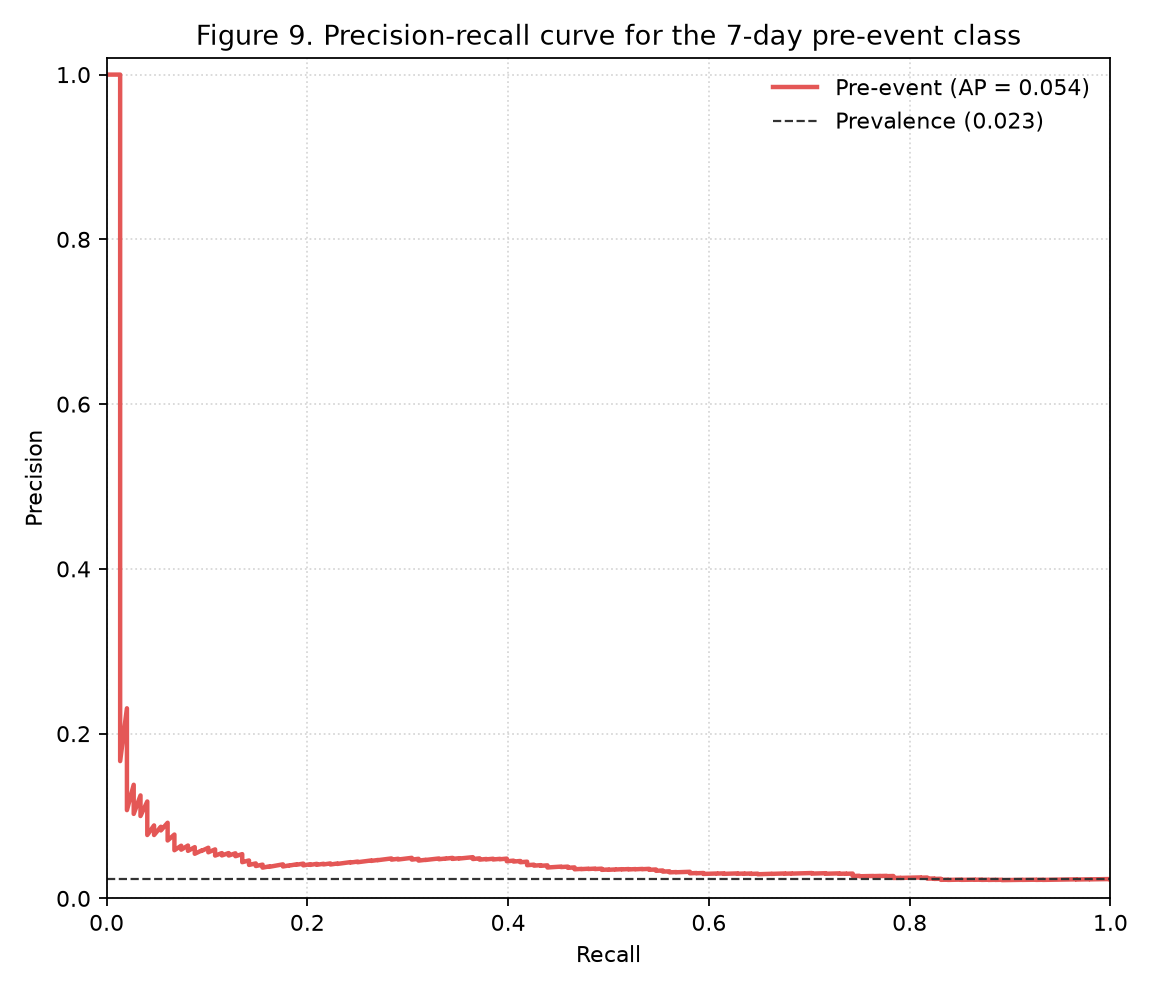 Figure 9. Precision-recall curve for the 7-day pre-event class
Pre-event (AP = 0.054)
Prevalence (0.023)
Precision
1.0
0.8
0.6
0.4
0.2
0.0
0.0 0.2 0.4 0.6 0.8 1.0
Recall